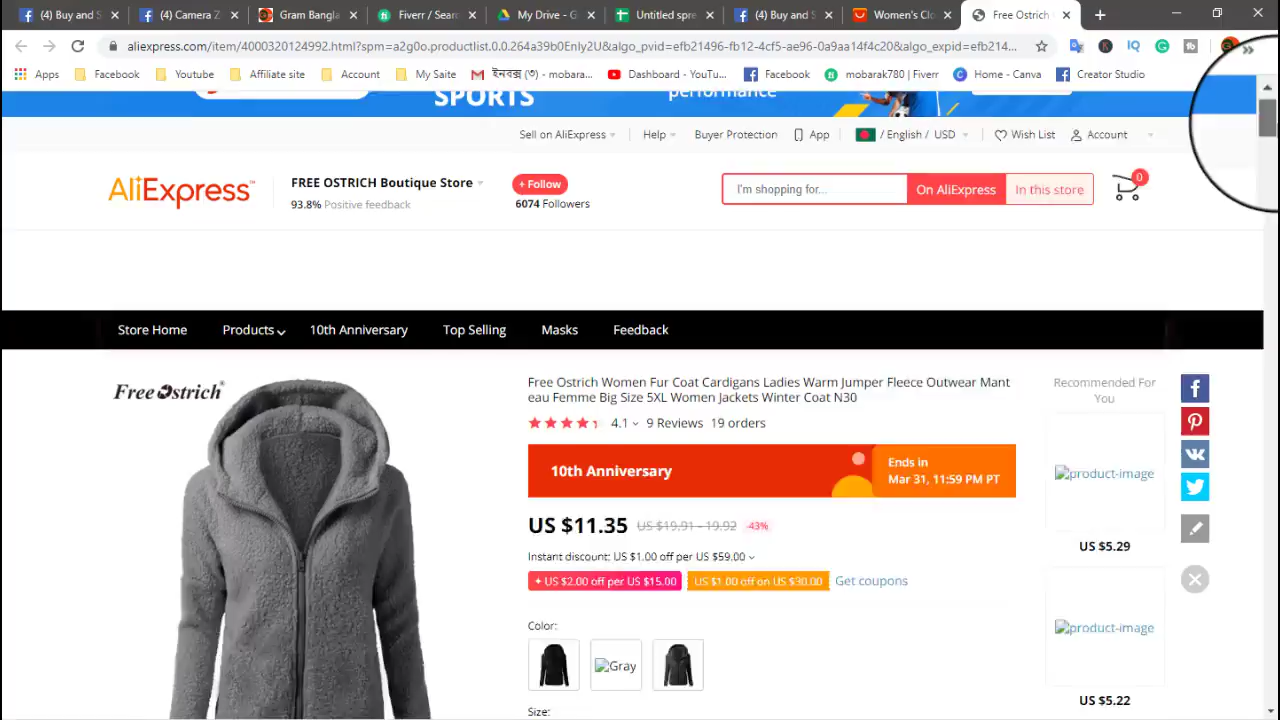 (4) Buy and S
(4) Camera Z
Gram Bangla
Fiverr / Sear
My Drive - G
Untitled spre
(4) Buy and S
Women's Clo
Free Ostrich
aliexpress.com/item/4000320124992.html?spm=a2g0o.productlist.0.0.264a39b0Enly2U&algo_pvid=efb21496-fb12-4cf5-ae96-0a9aa14f4c20&algo_expid=efb214...
Apps
Facebook
Youtube
Affiliate site
Account
My Saite
ইনবক্স (৩) - mobara...
Dashboard - YouTu...
Facebook
mobarak780 | Fiverr
Home - Canva
Creator Studio
SPORTS
performance
Sell on AliExpress
Help
Buyer Protection
App
/ English / USD
Wish List
Account
AliExpress™
FREE OSTRICH Boutique Store
93.8% Positive feedback
+ Follow
6074 Followers
I'm shopping for...
On AliExpress
In this store
0
Store Home
Products
10th Anniversary
Top Selling
Masks
Feedback
Free Ostrich®
Free Ostrich Women Fur Coat Cardigans Ladies Warm Jumper Fleece Outwear Mant
eau Femme Big Size 5XL Women Jackets Winter Coat N30
4.1 9 Reviews 19 orders
10th Anniversary
Ends in
Mar 31, 11:59 PM PT
US $11.35 US $19.91 - 19.92 -43%
Instant discount: US $1.00 off per US $59.00
+ US $2.00 off per US $15.00
US $1.00 off on US $30.00
Get coupons
Color:
Gray
Size:
Recommended For
You
product-image
US $5.29
product-image
US $5.22